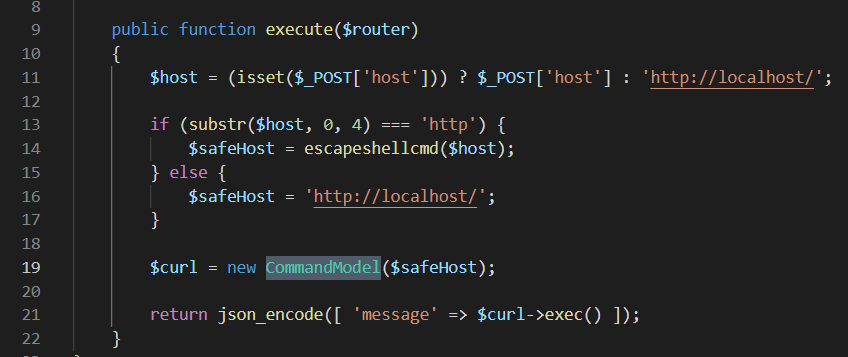 8
9 public function execute($router)
10 {
11 $host = (isset($_POST['host'])) ? $_POST['host'] : 'http://localhost/';
12
13 if (substr($host, 0, 4) === 'http') {
14 $safeHost = escapeshellcmd($host);
15 } else {
16 $safeHost = 'http://localhost/';
17 }
18
19 $curl = new CommandModel($safeHost);
20
21 return json_encode([ 'message' => $curl->exec() ]);
22 }